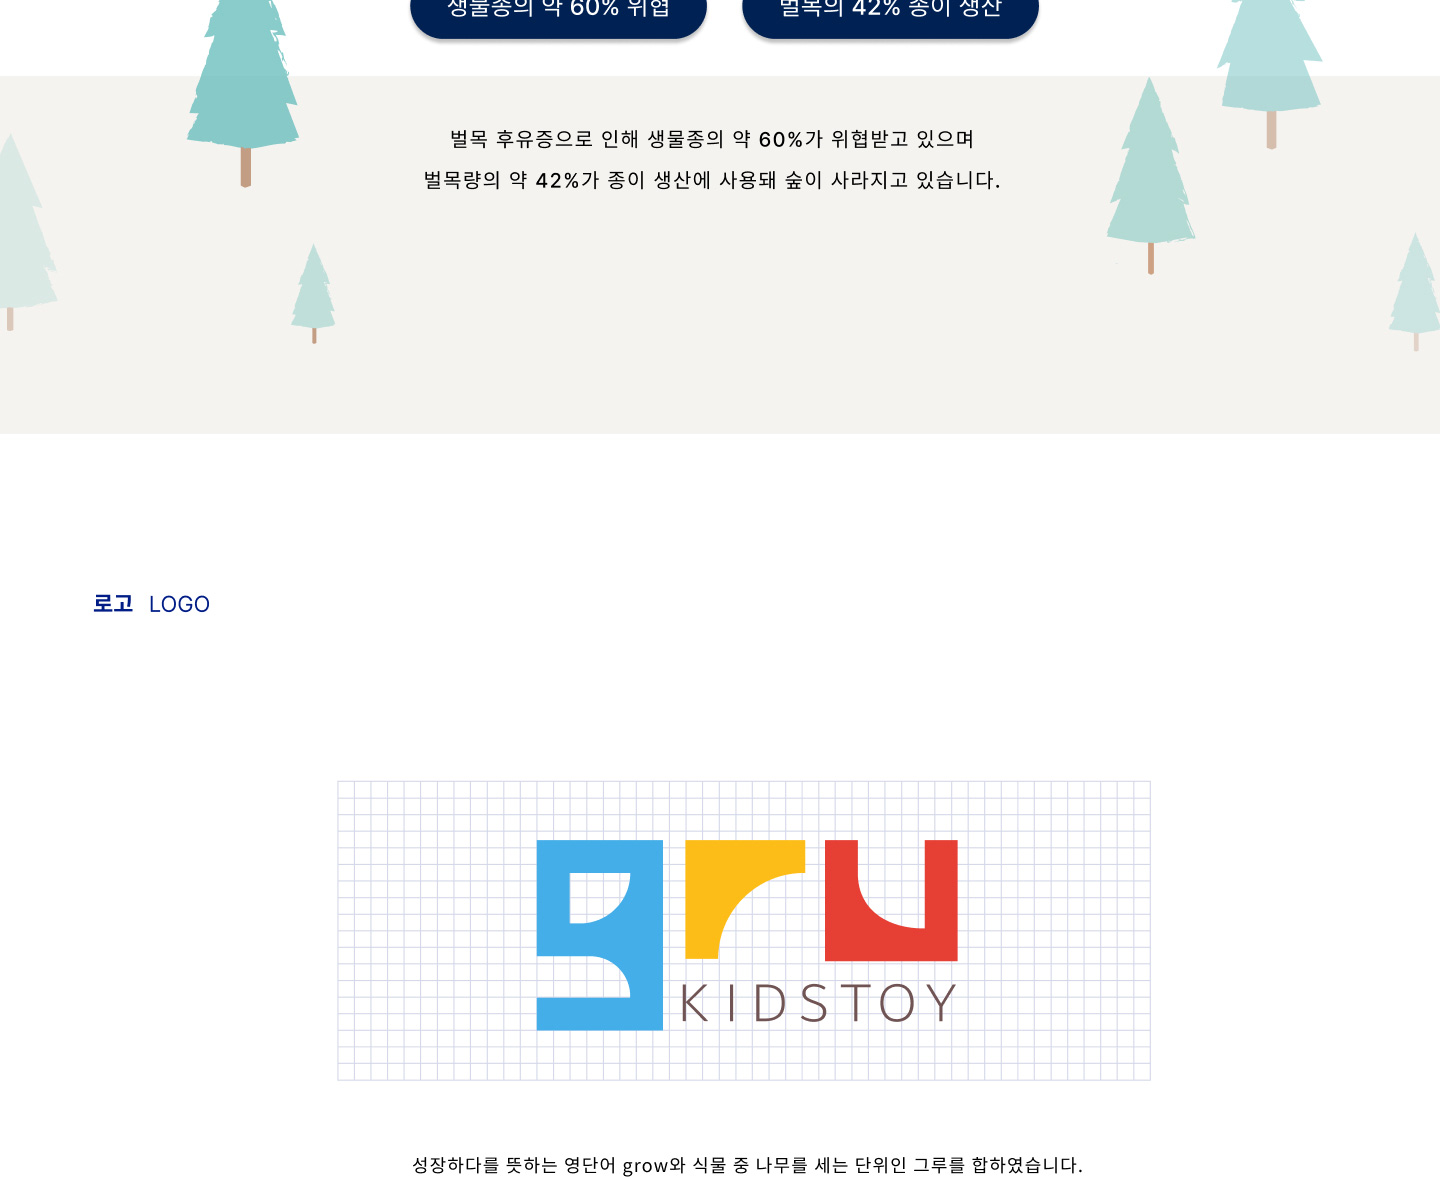 생물종의 약 60% 위협
벌목의 42% 종이 생산
벌목 후유증으로 인해 생물종의 약 60%가 위협받고 있으며
벌목량의 약 42%가 종이 생산에 사용돼 숲이 사라지고 있습니다.
로고 LOGO
gru
KIDSTOY
성장하다를 뜻하는 영단어 grow와 식물 중 나무를 세는 단위인 그루를 합하였습니다.